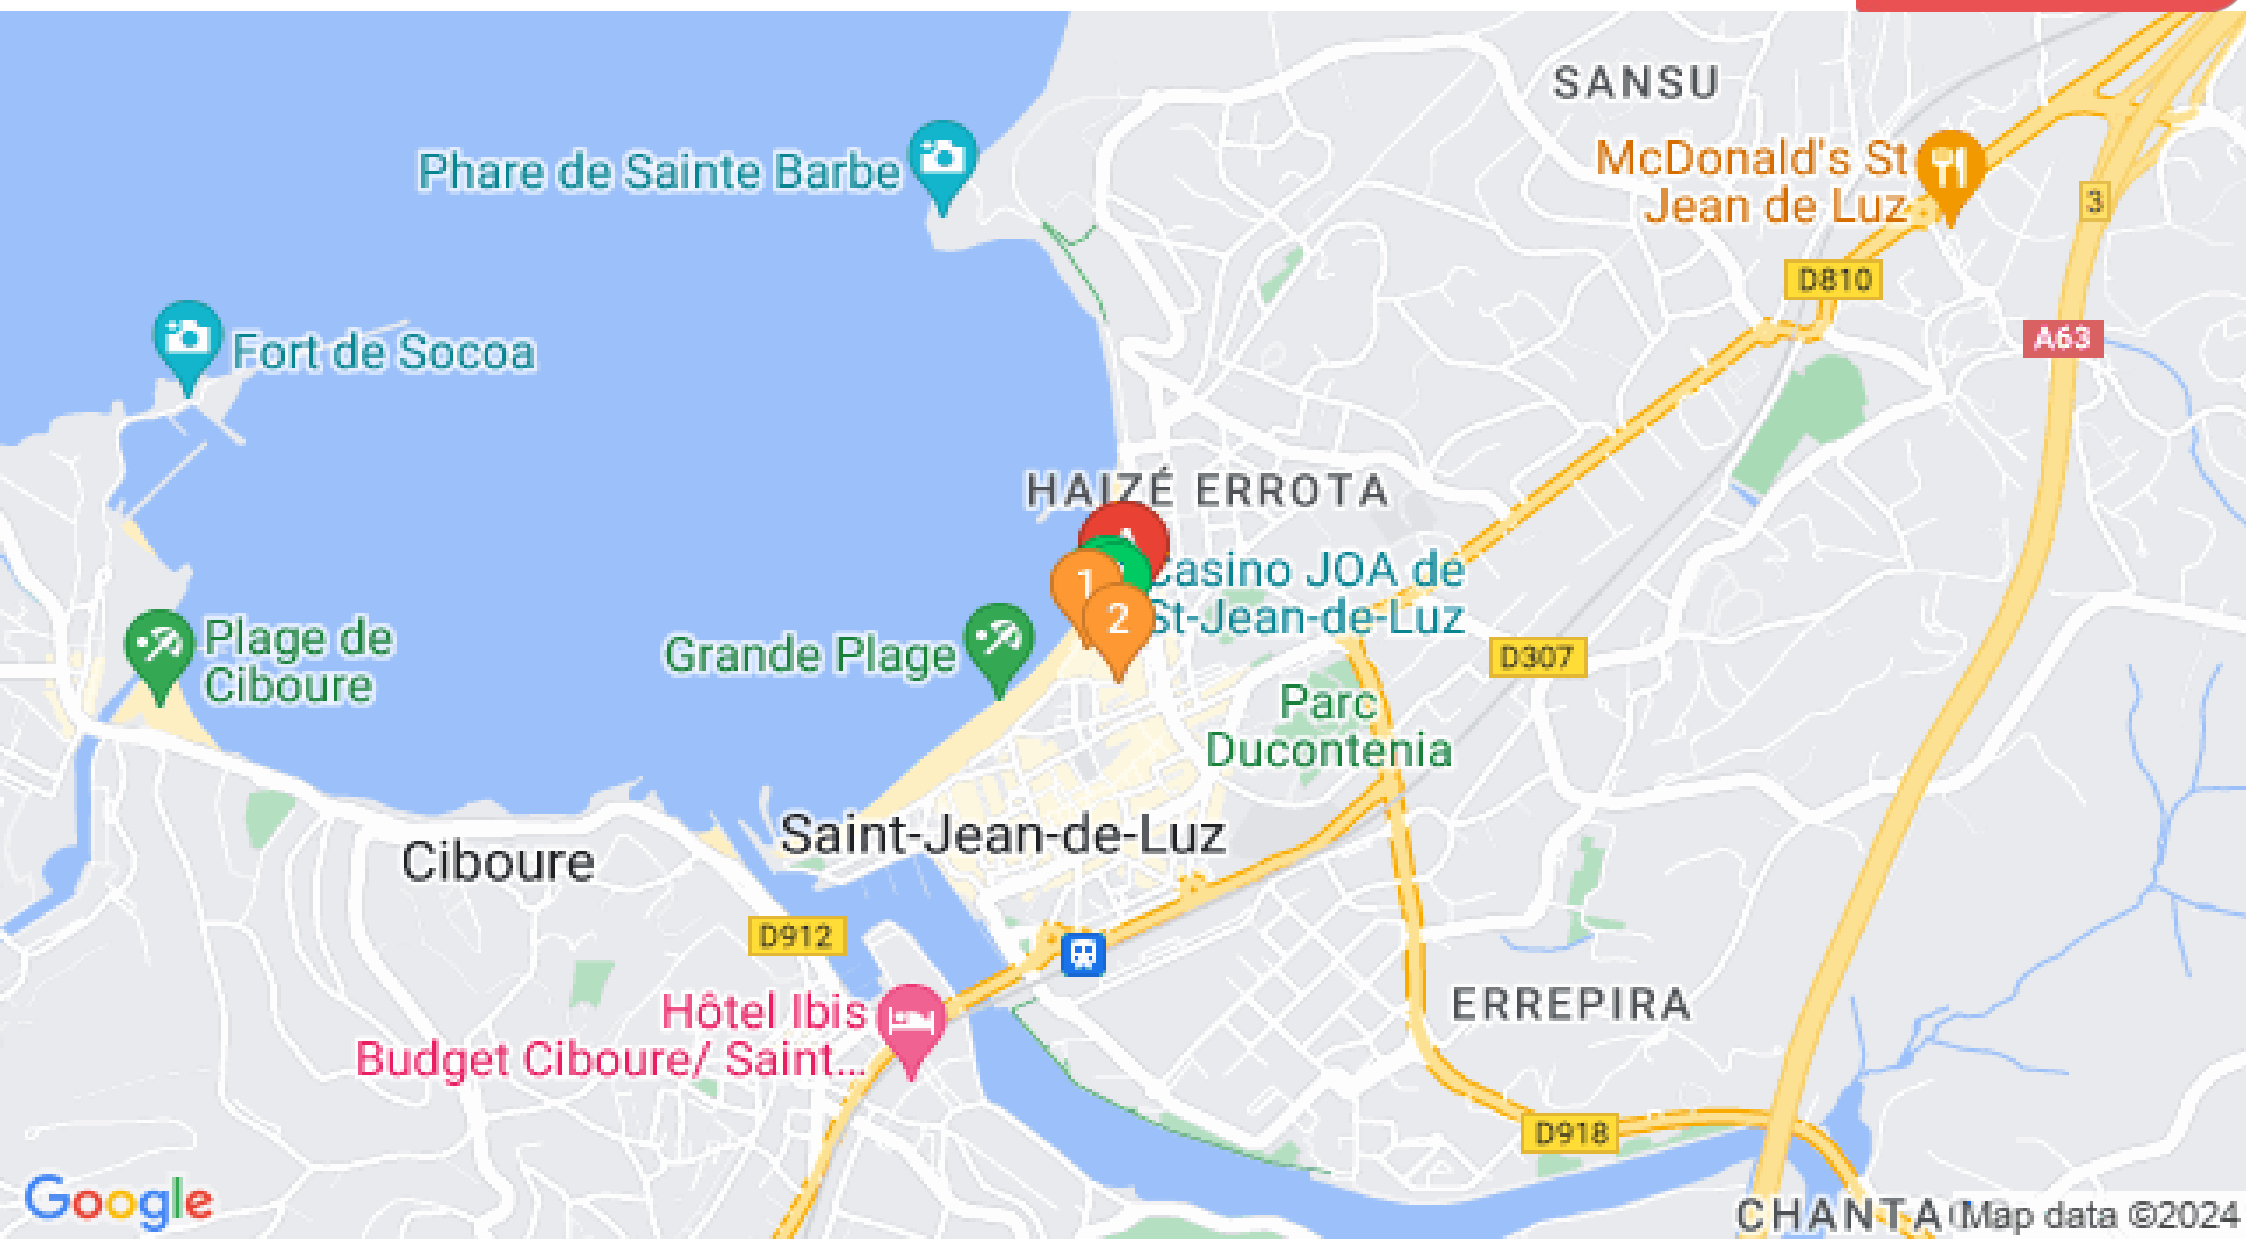 SANSU
McDonald's St
Jean de Luz
Phare de Sainte Barbe
3
D810
A63
Fort de Socoa
HAIZÉ ERROTA
Casino JOA de
St-Jean-de-Luz
1
2
Plage de
Ciboure
Grande Plage
D307
Parc
Ducontenia
Saint-Jean-de-Luz
Ciboure
D912
Hôtel Ibis
Budget Ciboure/ Saint...
ERREPIRA
D918
Google
CHANTA
Map data ©2024